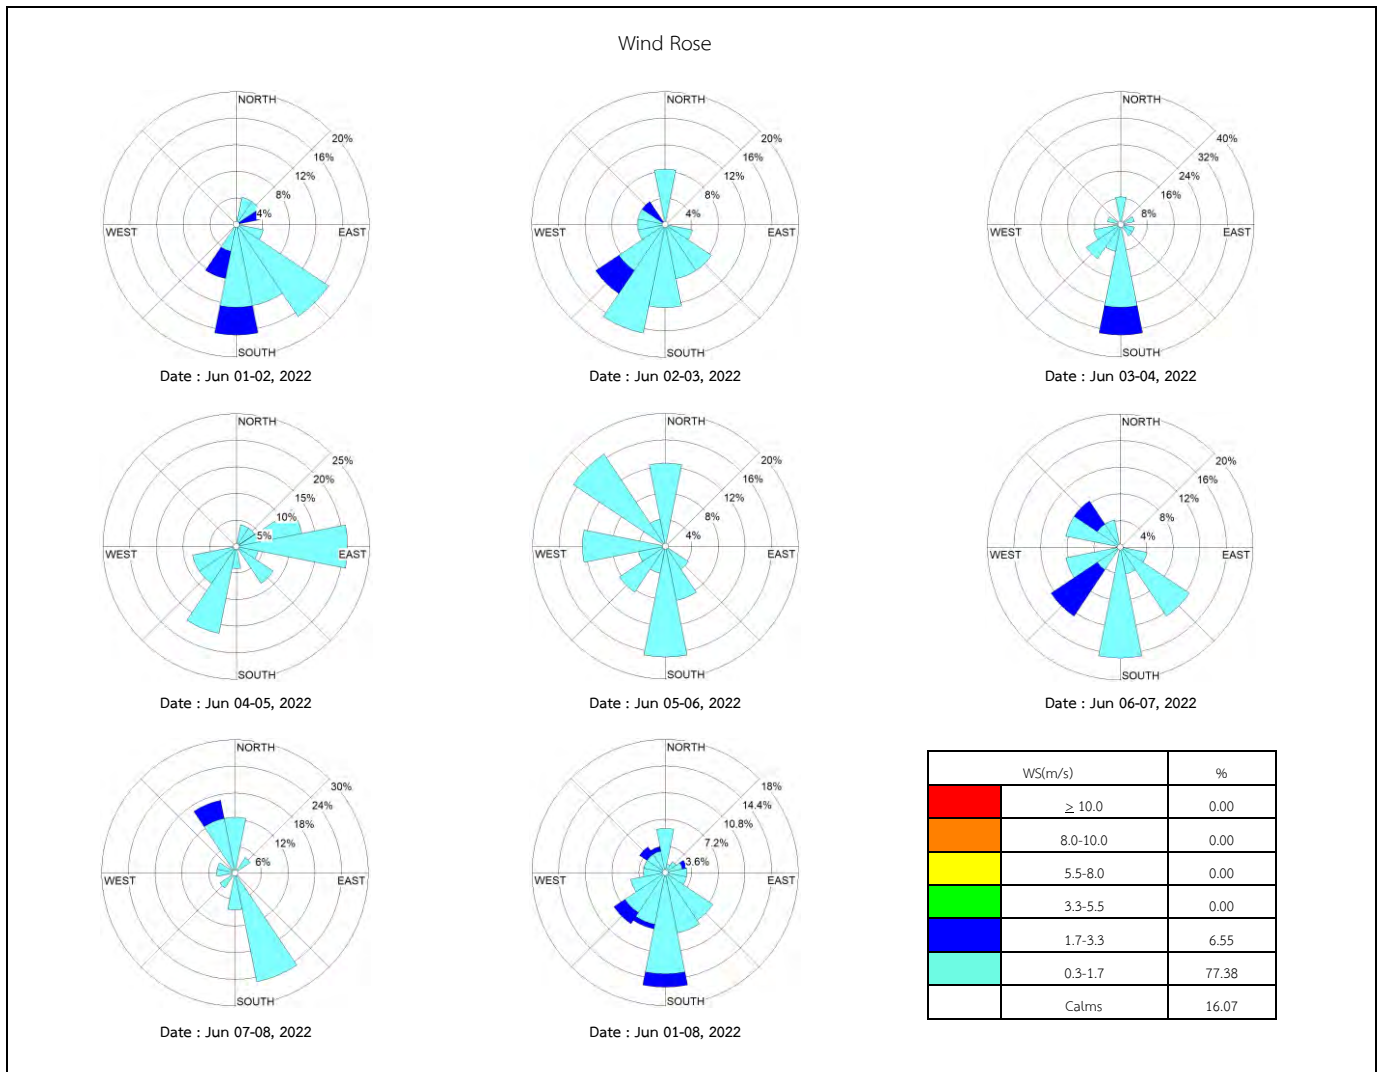 Wind Rose
NORTH
20%
16%
12%
8%
4%
WEST
EAST
SOUTH
Date : Jun 01-02, 2022
NORTH
20%
16%
12%
8%
4%
WEST
EAST
SOUTH
Date : Jun 02-03, 2022
NORTH
40%
32%
24%
16%
8%
WEST
EAST
SOUTH
Date : Jun 03-04, 2022
NORTH
25%
20%
15%
10%
5%
WEST
EAST
SOUTH
Date : Jun 04-05, 2022
NORTH
20%
16%
12%
8%
4%
WEST
EAST
SOUTH
Date : Jun 05-06, 2022
NORTH
20%
16%
12%
8%
4%
WEST
EAST
SOUTH
Date : Jun 06-07, 2022
NORTH
30%
24%
18%
12%
6%
WEST
EAST
SOUTH
Date : Jun 07-08, 2022
NORTH
18%
14.4%
10.8%
7.2%
3.6%
WEST
EAST
SOUTH
Date : Jun 01-08, 2022
WS(m/s) %
≥ 10.0 0.00
8.0-10.0 0.00
5.5-8.0 0.00
3.3-5.5 0.00
1.7-3.3 6.55
0.3-1.7 77.38
Calms 16.07